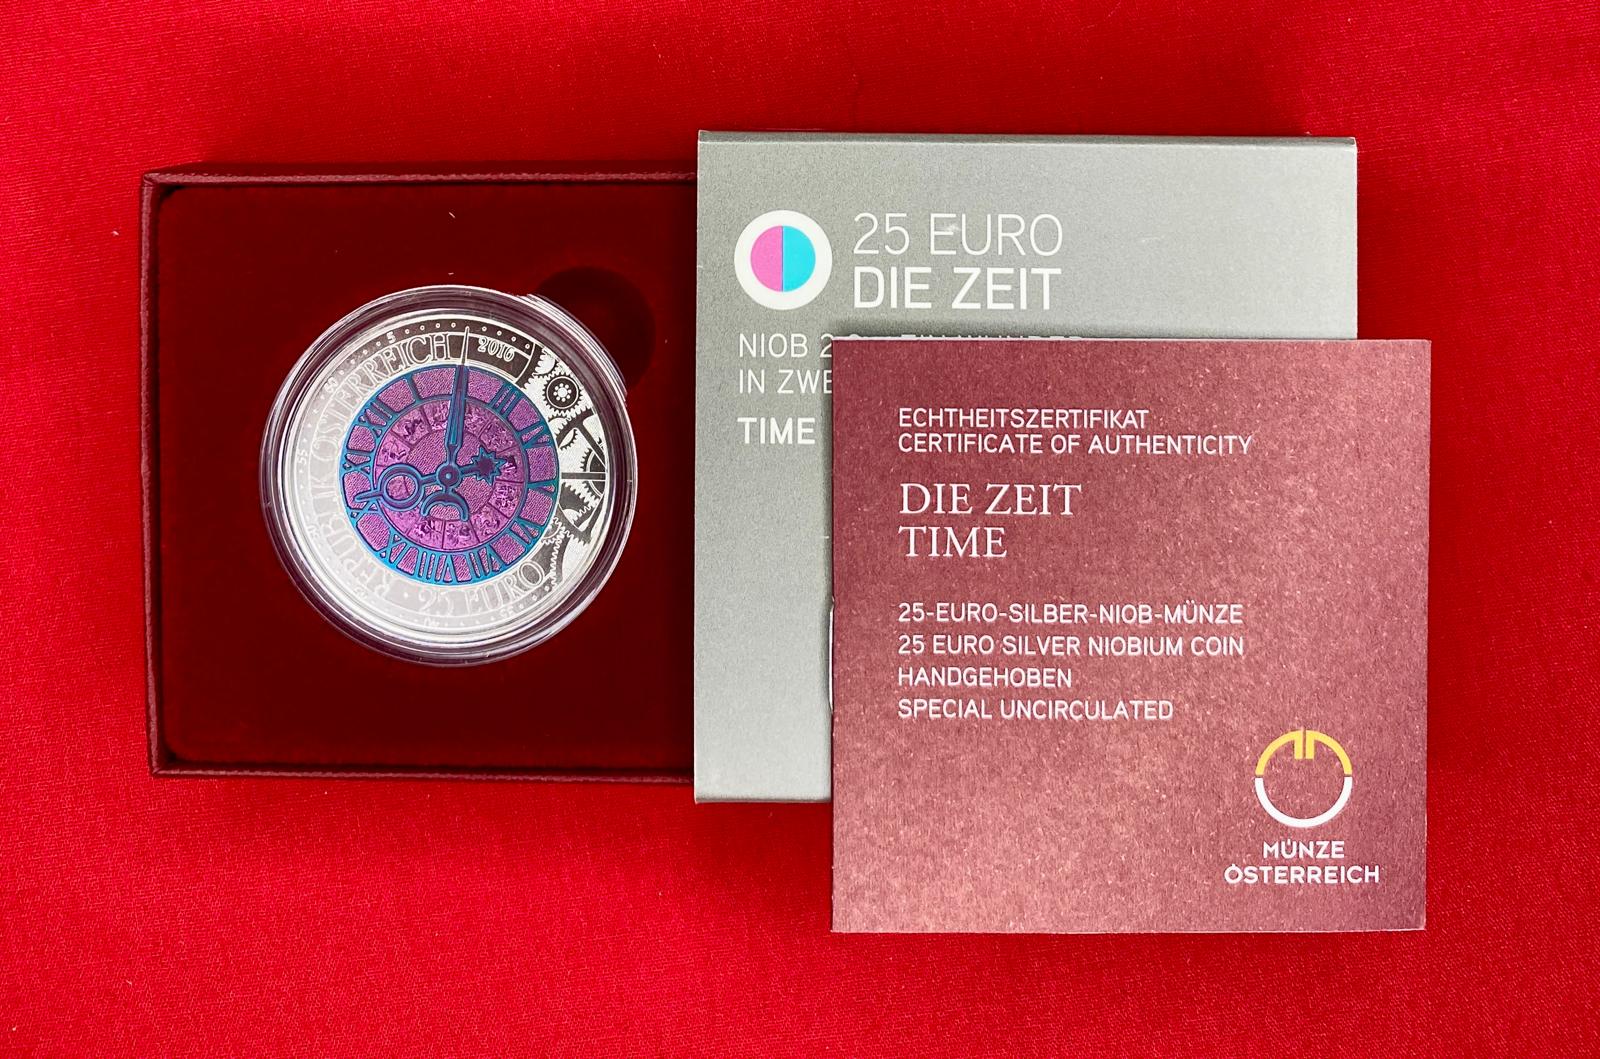 REPUBLIK ÖSTERREICH
2016
25 EURO
25 EURO
DIE ZEIT
NIOB
IN
TIME
ECHTHEITSZERTIFIKAT
CERTIFICATE OF AUTHENTICITY
DIE ZEIT
TIME
25-EURO-SILBER-NIOB-MÜNZE
25 EURO SILVER NIOBIUM COIN
HANDGEHOBEN
SPECIAL UNCIRCULATED
MÜNZE
ÖSTERREICH